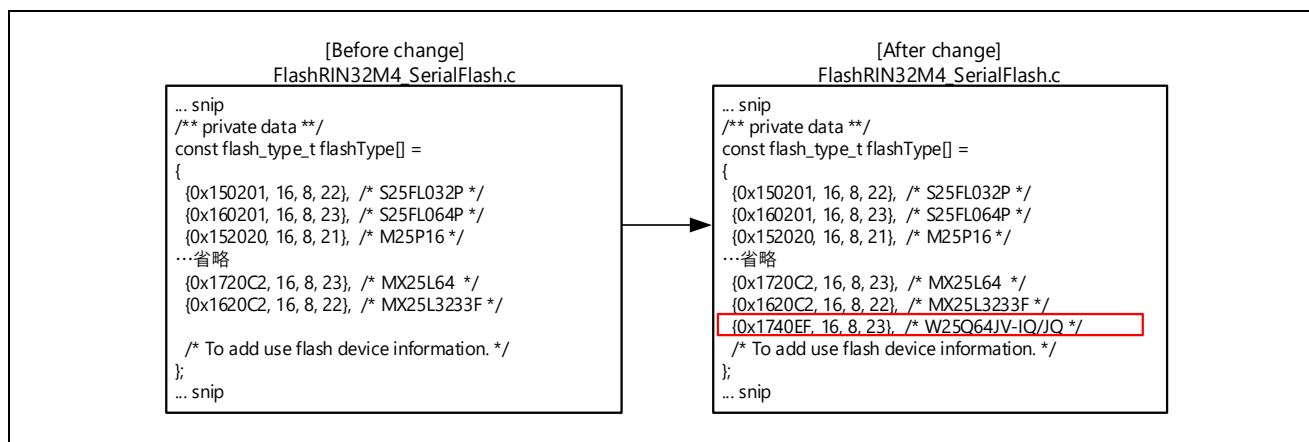 [Before change]
FlashRIN32M4_SerialFlash.c
... snip
/** private data **/
const flash_type_t flashType[] =
{
{0x150201, 16, 8, 22}, /* S25FL032P */
{0x160201, 16, 8, 23}, /* S25FL064P */
{0x152020, 16, 8, 21}, /* M25P16 */
…省略
{0x1720C2, 16, 8, 23}, /* MX25L64 */
{0x1620C2, 16, 8, 22}, /* MX25L3233F */
/* To add use flash device information. */
};
... snip
[After change]
FlashRIN32M4_SerialFlash.c
... snip
/** private data **/
const flash_type_t flashType[] =
{
{0x150201, 16, 8, 22}, /* S25FL032P */
{0x160201, 16, 8, 23}, /* S25FL064P */
{0x152020, 16, 8, 21}, /* M25P16 */
…省略
{0x1720C2, 16, 8, 23}, /* MX25L64 */
{0x1620C2, 16, 8, 22}, /* MX25L3233F */
{0x1740EF, 16, 8, 23}, /* W25Q64JV-IQ/JQ */
/* To add use flash device information. */
};
... snip